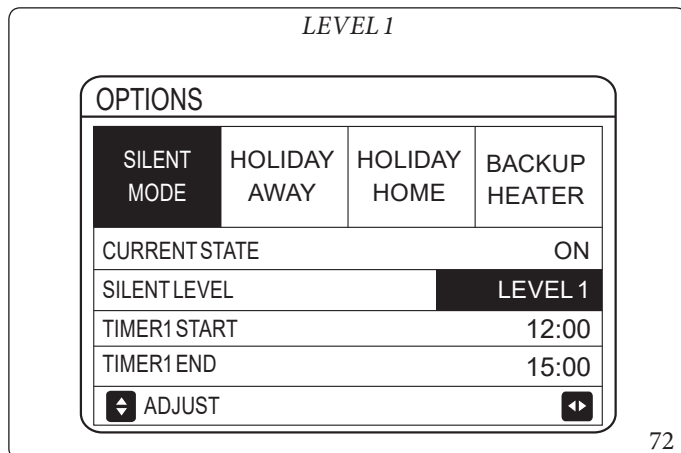 LEVEL 1
OPTIONS
SILENT MODE
HOLIDAY AWAY
HOLIDAY HOME
BACKUP HEATER
CURRENT STATE ON
SILENT LEVEL LEVEL 1
TIMER1 START 12:00
TIMER1 END 15:00
ADJUST
72